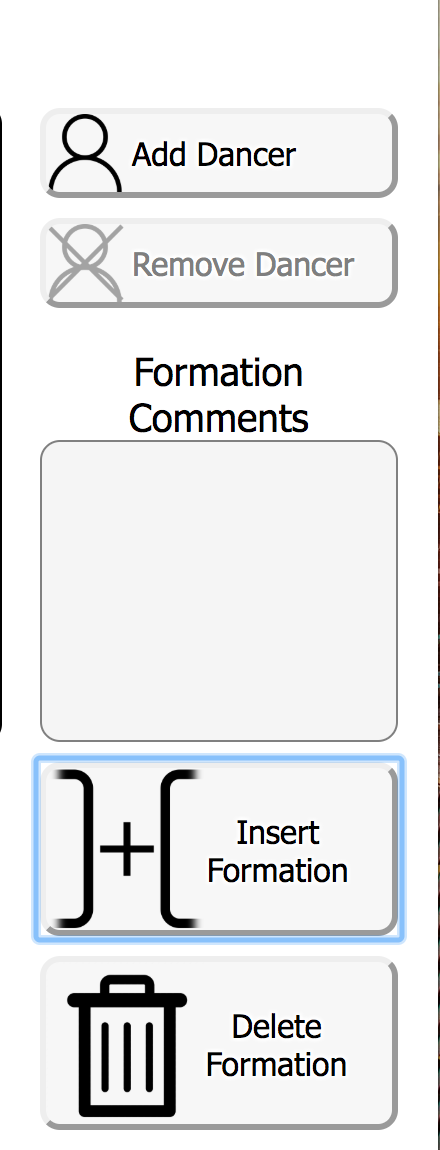 Add Dancer
Remove Dancer
Formation
Comments
Insert
Formation
Delete
Formation